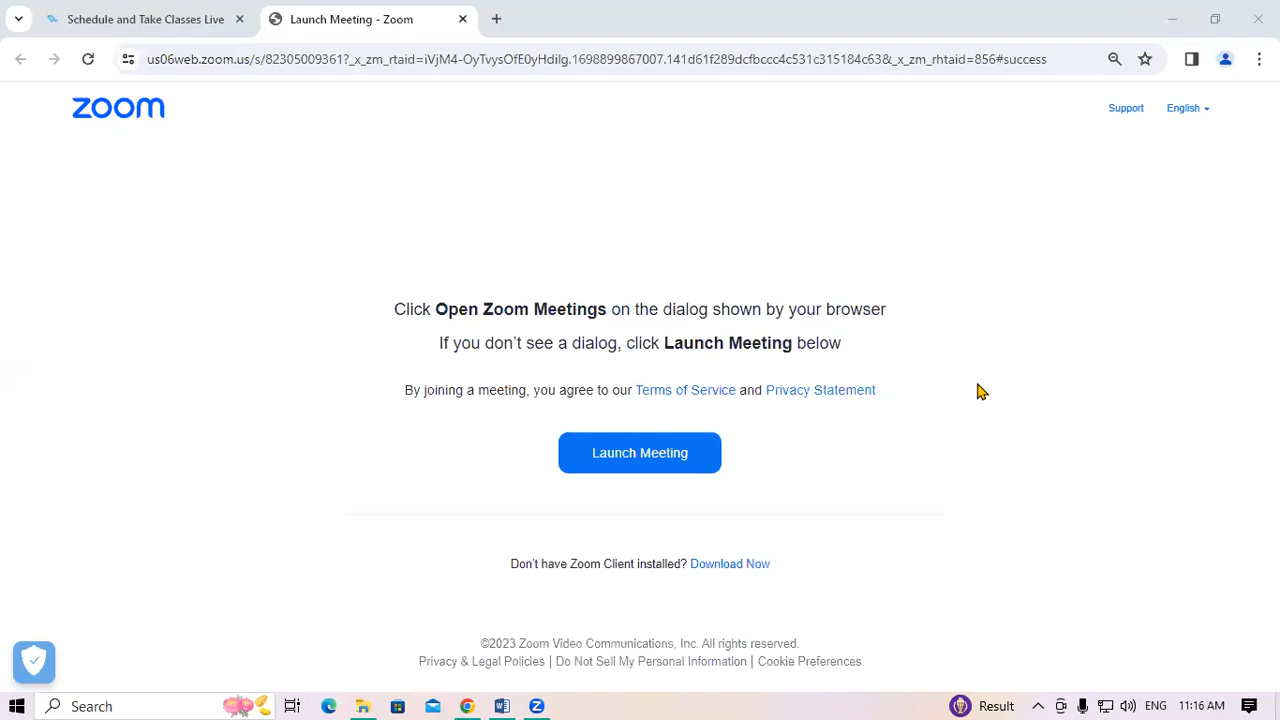 Schedule and Take Classes Live
Launch Meeting - Zoom
us06web.zoom.us/s/82305009361?_x_zm_rtaid=iVjM4-OyTvysOfE0yHdilg.1698899867007.141d61f289dcfbccc4c531c315184c63&_x_zm_rhtaid=856#success
zoom
Support
English
Click Open Zoom Meetings on the dialog shown by your browser
If you don't see a dialog, click Launch Meeting below
By joining a meeting, you agree to our Terms of Service and Privacy Statement
Launch Meeting
Don't have Zoom Client installed? Download Now
©2023 Zoom Video Communications, Inc. All rights reserved.
Privacy & Legal Policies | Do Not Sell My Personal Information | Cookie Preferences
Search
Result
ENG
11:16 AM